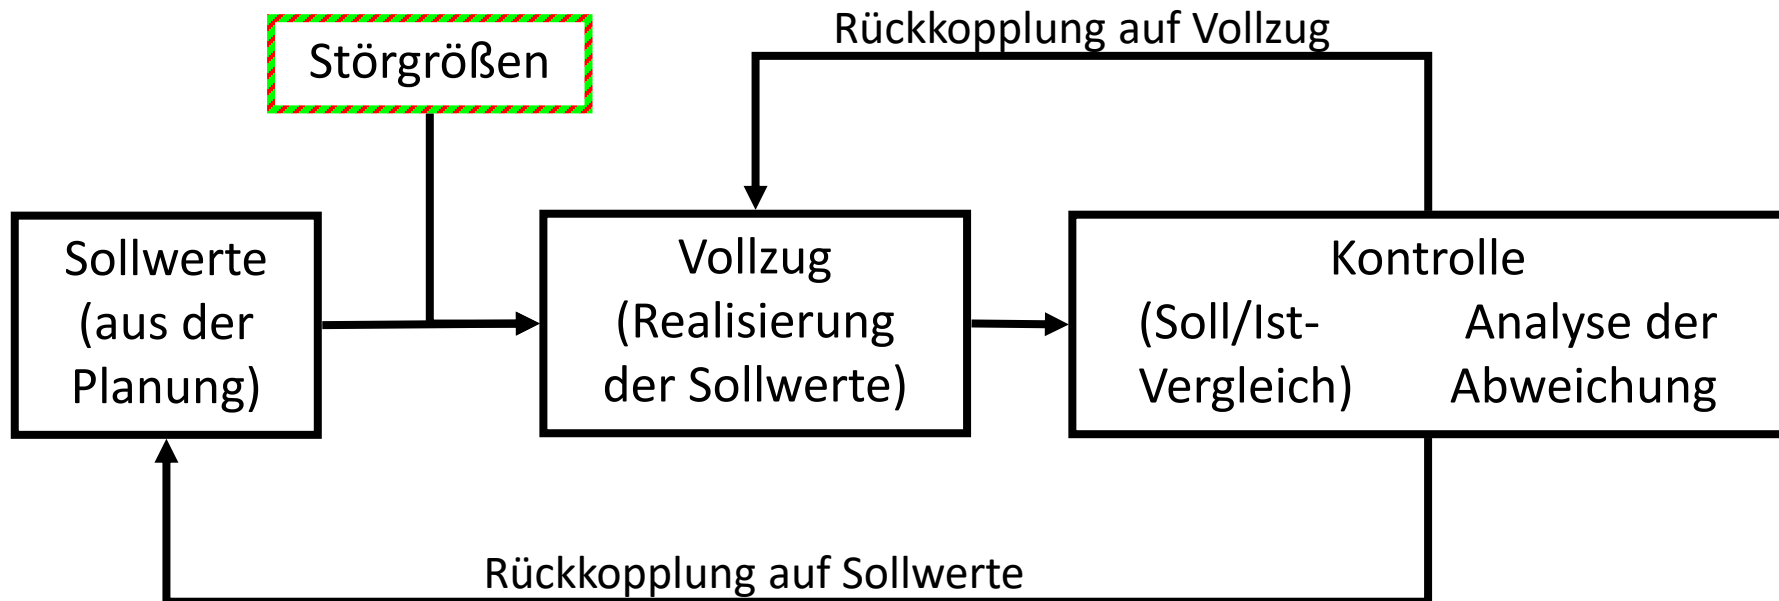 Rückkopplung auf Vollzug
Störgrößen
Sollwerte
(aus der
Planung)
Vollzug
(Realisierung
der Sollwerte)
Kontrolle
(Soll/Ist- Analyse der
Vergleich) Abweichung
Rückkopplung auf Sollwerte